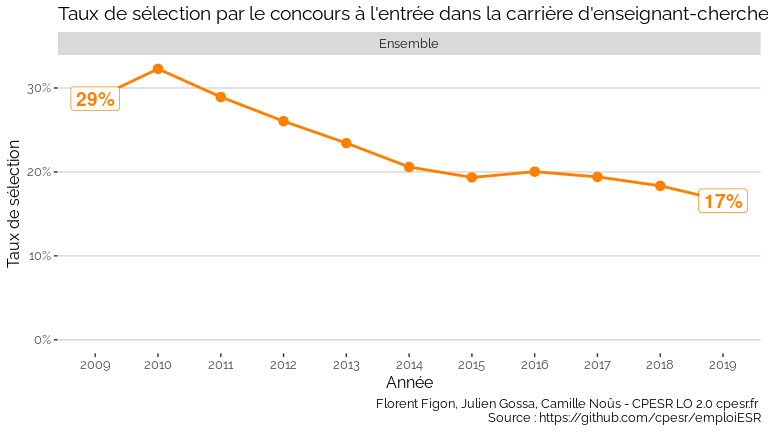 Taux de sélection par le concours à l'entrée dans la carrière d'enseignant-cherche
Ensemble
30%
20%
10%
0%
Taux de sélection
29%
17%
2009 2010 2011 2012 2013 2014 2015 2016 2017 2018 2019
Année
Florent Figon, Julien Gossa, Camille Noûs - CPESR LO 2.0 cpesr.fr
Source : https://github.com/cpesr/emploiESR